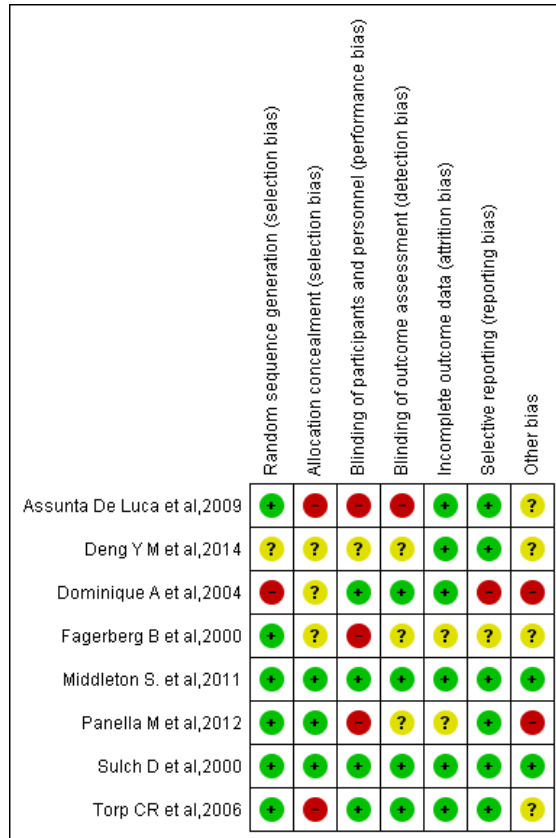 Random sequence generation (selection bias)
Allocation concealment (selection bias)
Blinding of participants and personnel (performance bias)
Blinding of outcome assessment (detection bias)
Incomplete outcome data (attrition bias)
Selective reporting (reporting bias)
Other bias
Assunta De Luca et al,2009 + - - - + + ?
Deng Y M et al,2014 ? ? ? ? + + ?
Dominique A et al,2004 - ? + + + - -
Fagerberg B et al,2000 + ? - ? ? ? ?
Middleton S. et al,2011 + + + + + + +
Panella M et al,2012 + + - ? ? + -
Sulch D et al,2000 + + + + + + +
Torp CR et al,2006 + - + + + + ?